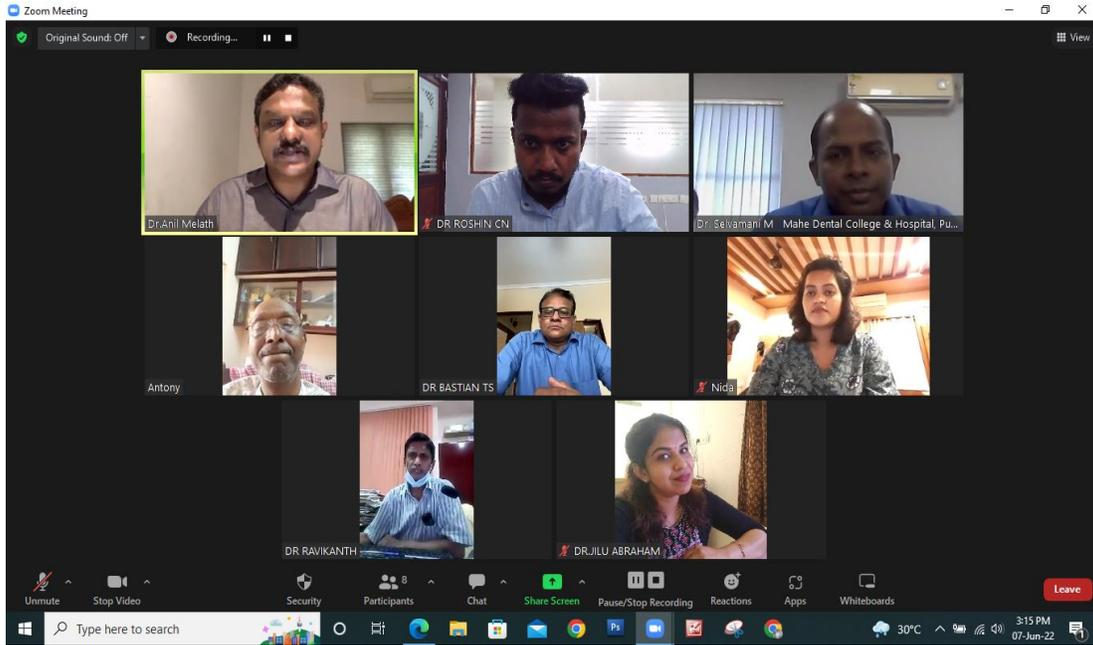 Zoom Meeting
Original Sound: Off
Recording...
View
Dr.Anil Melath
DR ROSHIN CN
Dr. Selvamani M Mahe Dental College & Hospital, Pu...
Antony
DR BASTIAN TS
Nida
DR RAVIKANTH
DR.JILU ABRAHAM
Unmute
Stop Video
Security
8
Participants
Chat
Share Screen
Pause/Stop Recording
Reactions
Apps
Whiteboards
Leave
Type here to search
Ps
30°C
3:15 PM
07-Jun-22
1